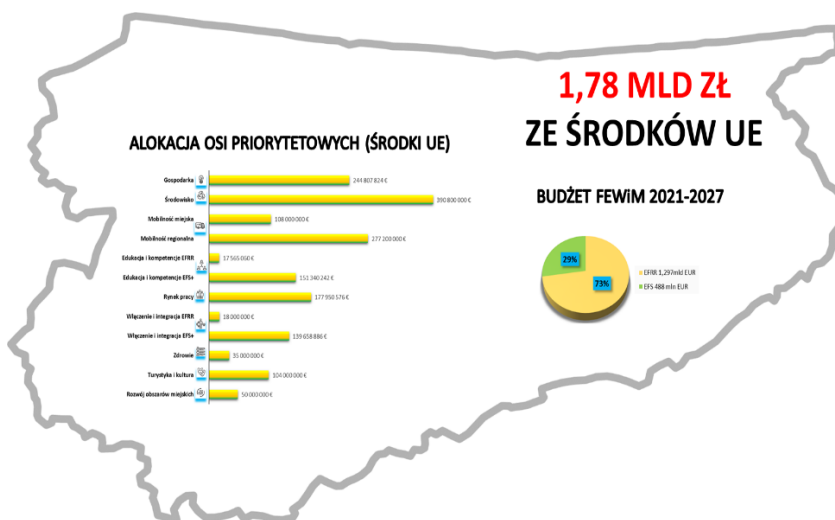 1,78 MLD ZŁ
ZE ŚRODKÓW UE
ALOKACJA OSI PRIORYTETOWYCH (ŚRODKI UE)
Gospodarka 244 807 824 €
Środowisko 390 800 000 €
Mobilność miejska 108 000 000 €
Mobilność regionalna 277 203 000 €
Edukacja i kompetencje EFRR 17 565 060 €
Edukacja i kompetencje EFS+ 151 340 242 €
Rynek pracy 177 950 576 €
Włączenie i integracja EFRR 18 000 000 €
Włączenie i integracja EFS+ 139 658 886 €
Zdrowie 35 000 000 €
Turystyka i kultura 104 000 000 €
Rozwój obszarów miejskich 50 000 000 €
BUDŻET FEWiM 2021-2027
29%
73%
EFRR 1,297mld EUR
EFS 488 mln EUR